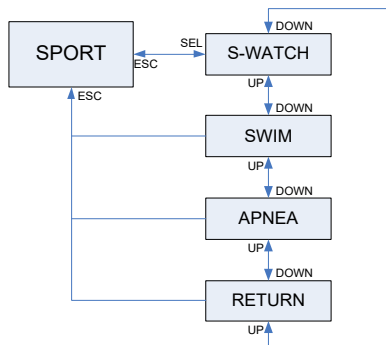 DOWN
SPORT
SEL
ESC
S-WATCH
UP
DOWN
ESC
SWIM
UP
DOWN
APNEA
UP
DOWN
RETURN
UP